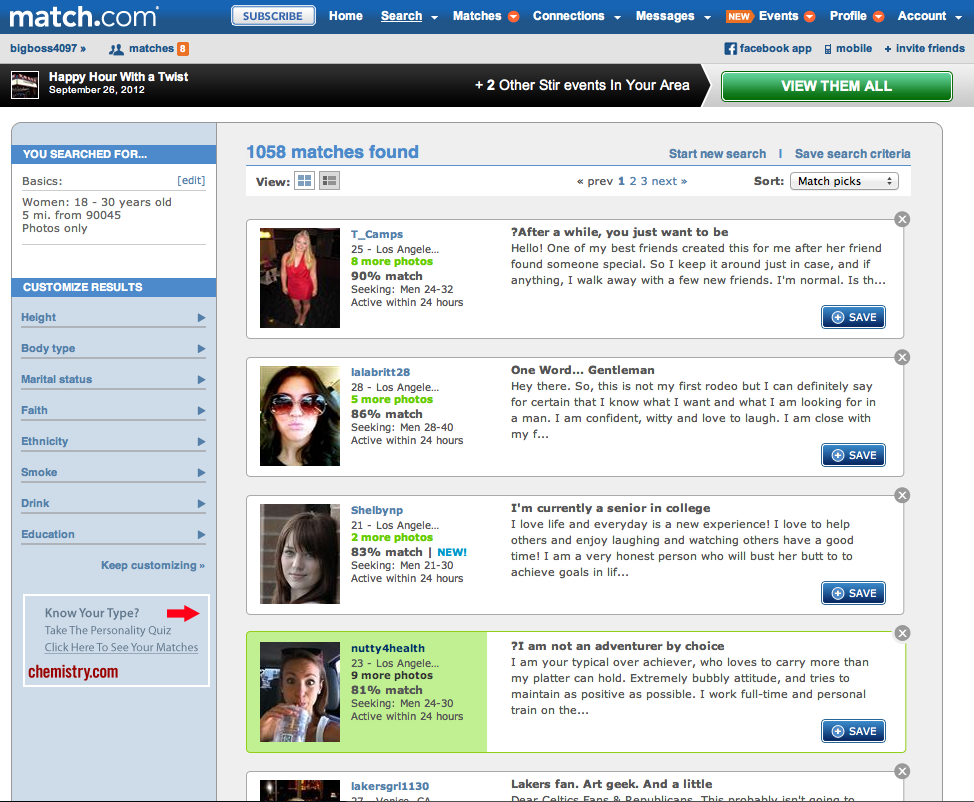 match.com
SUBSCRIBE Home Search Matches Connections Messages NEW Events Profile Account
bigboss4097 » matches 8 facebook app mobile + invite friends
Happy Hour With a Twist
September 26, 2012
+ 2 Other Stir events In Your Area
VIEW THEM ALL
YOU SEARCHED FOR...
Basics: [edit]
Women: 18 - 30 years old
5 mi. from 90045
Photos only
CUSTOMIZE RESULTS
Height
Body type
Marital status
Faith
Ethnicity
Smoke
Drink
Education
Keep customizing »
Know Your Type?
Take The Personality Quiz
Click Here To See Your Matches
chemistry.com
1058 matches found
Start new search | Save search criteria
View: « prev 1 2 3 next » Sort: Match picks
T_Camps
25 - Los Angele...
8 more photos
90% match
Seeking: Men 24-32
Active within 24 hours
?After a while, you just want to be
Hello! One of my best friends created this for me after her friend
found someone special. So I keep it around just in case, and if
anything, I walk away with a few new friends. I'm normal. Is th...
SAVE
lalabritt28
28 - Los Angele...
5 more photos
86% match
Seeking: Men 28-40
Active within 24 hours
One Word... Gentleman
Hey there. So, this is not my first rodeo but I can definitely say
for certain that I know what I want and what I am looking for in
a man. I am confident, witty and love to laugh. I am close with
my f...
SAVE
Shelbynp
21 - Los Angele...
2 more photos
83% match | NEW!
Seeking: Men 21-30
Active within 24 hours
I'm currently a senior in college
I love life and everyday is a new experience! I love to help
others and enjoy laughing and watching others have a good
time! I am a very honest person who will bust her butt to to
achieve goals in lif...
SAVE
nutty4health
23 - Los Angele...
9 more photos
81% match
Seeking: Men 24-30
Active within 24 hours
?I am not an adventurer by choice
I am your typical over achiever, who loves to carry more than
my platter can hold. Extremely bubbly attitude, and tries to
maintain as positive as possible. I work full-time and personal
train on the...
SAVE
lakersgrl1130
27 - Venice, CA
Lakers fan. Art geek. And a little
Dear Celtics Fans & Republicans, This probably isn't going to